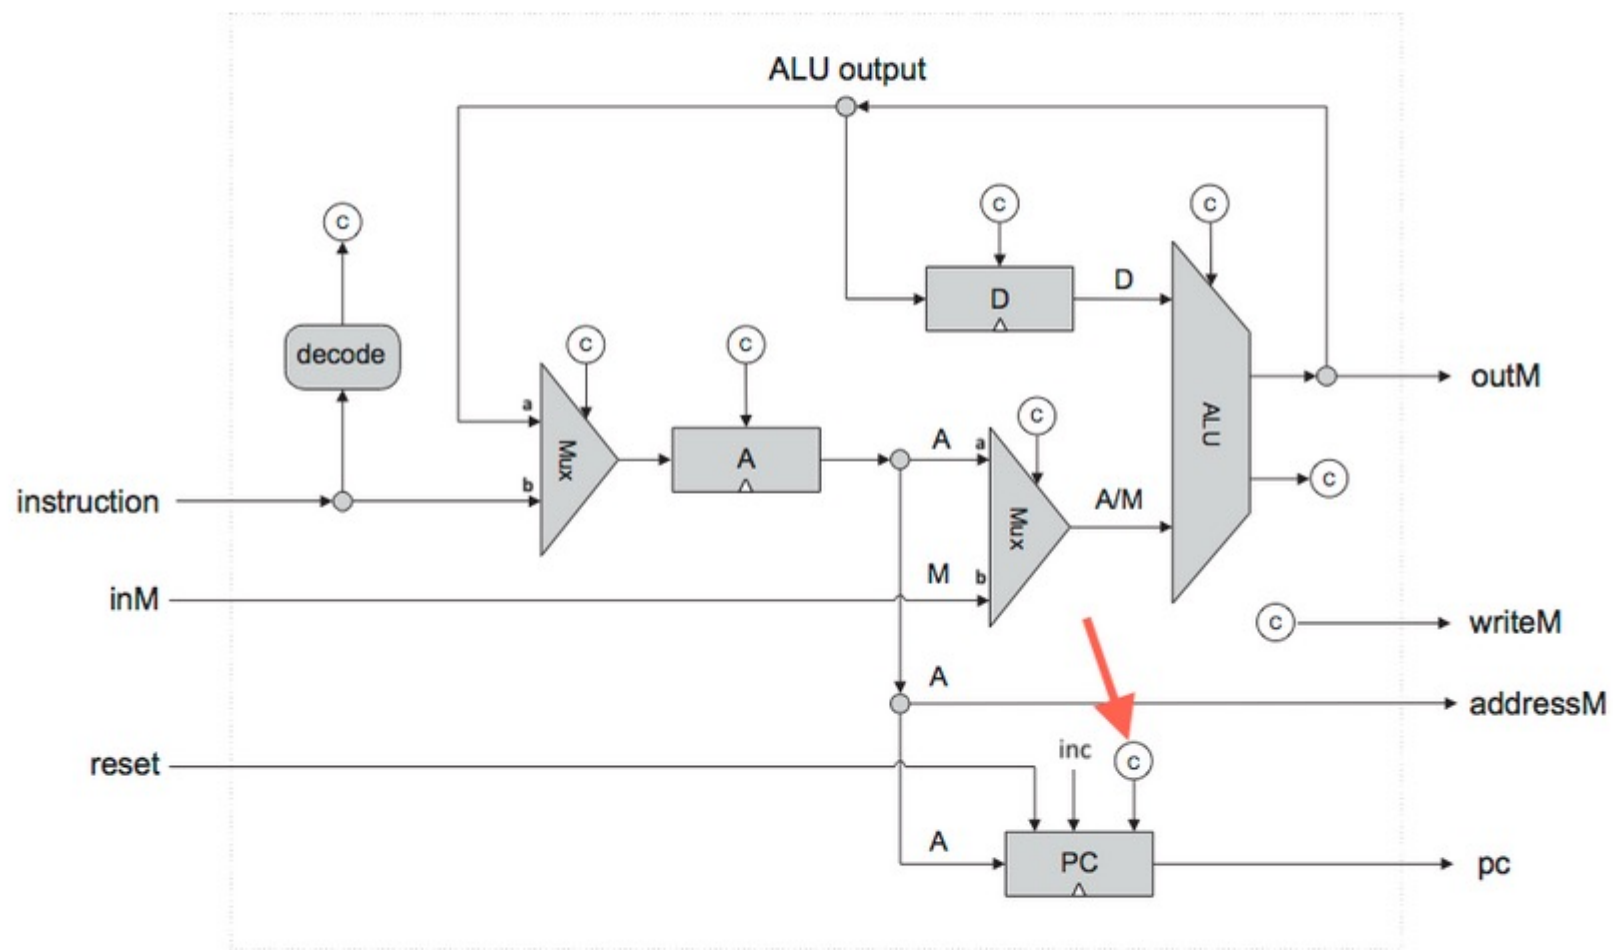 ALU output
c
c
c
decode
c
c
D
D
a
Mux
A
c
A
a
ALU
outM
b
instruction
Mux
A/M
c
inM
M
b
c
writeM
A
addressM
reset
inc
c
A
PC
pc